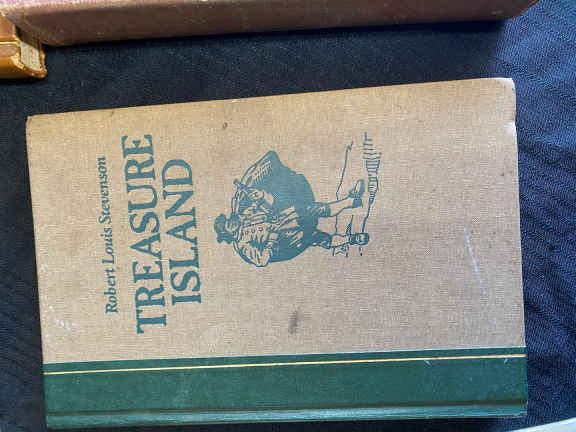 Robert Louis Stevenson
TREASURE
ISLAND